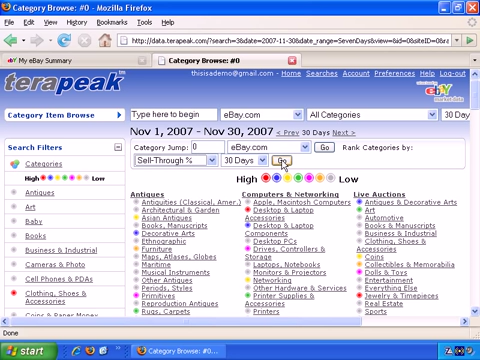 Category Browse: #0 - Mozilla Firefox
File Edit View History Bookmarks Tools Help
http://data.terapeak.com/?search=3&date=2007-11-30&date_range=SevenDays&view=&id=0&siteID=0&ra
My eBay Summary
Category Browse: #0
terapeak
thisisademo@gmail.com - Home Searches Account Preferences Help Log-out
ebay
Category Item Browse
Type here to begin
eBay.com
All Categories
30 Day
Nov 1, 2007 - Nov 30, 2007 < Prev 30 Days Next >
Category Jump: 0 eBay.com Go Rank Categories by:
Sell-Through % 30 Days Go
High Low
Search Filters
Categories
High Low
Antiques
Art
Baby
Books
Business & Industrial
Cameras & Photo
Cell Phones & PDAs
Clothing, Shoes & Accessories
Coins & Paper Money
Antiques
Antiquities (Classical, Amer.)
Architectural & Garden
Asian Antiques
Books, Manuscripts
Decorative Arts
Ethnographic
Furniture
Maps, Atlases, Globes
Maritime
Musical Instruments
Other Antiques
Periods, Styles
Primitives
Reproduction Antiques
Rugs, Carpets
Computers & Networking
Apple, Macintosh Computers
Desktop & Laptop
Accessories
Desktop & Laptop
Components
Desktop PCs
Drives, Controllers &
Storage
Laptops, Notebooks
Monitors & Projectors
Networking
Other Hardware & Services
Printer Supplies &
Accessories
Printers
Live Auctions
Antiques & Decorative Arts
Art
Automotive
Books & Manuscripts
Business & Industrial
Clothing, Shoes &
Accessories
Coins
Collectibles & Memorabilia
Dolls & Toys
Entertainment
Everything Else
Jewelry & Timepieces
Real Estate
Sports
Done
start
Category Browse: #0...